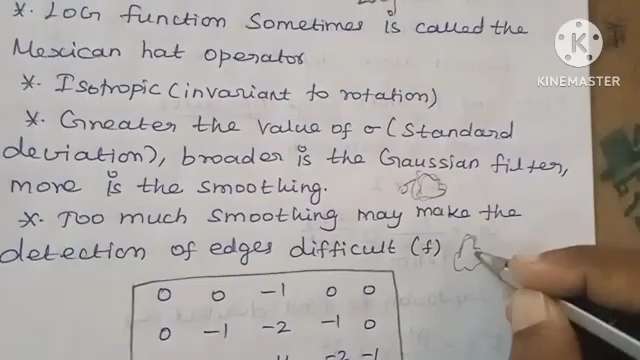 *. LOG function Sometimes is called the
Mexican hat operator
*. Isotropic (invariant to rotation)
*. Greater the value of σ (Standard
deviation), broader is the Gaussian filter,
more is the smoothing.
*. Too much smoothing may make the
detection of edges difficult (f)
0 0 -1 0 0
0 -1 -2 -1 0
-2 -1
KINEMASTER